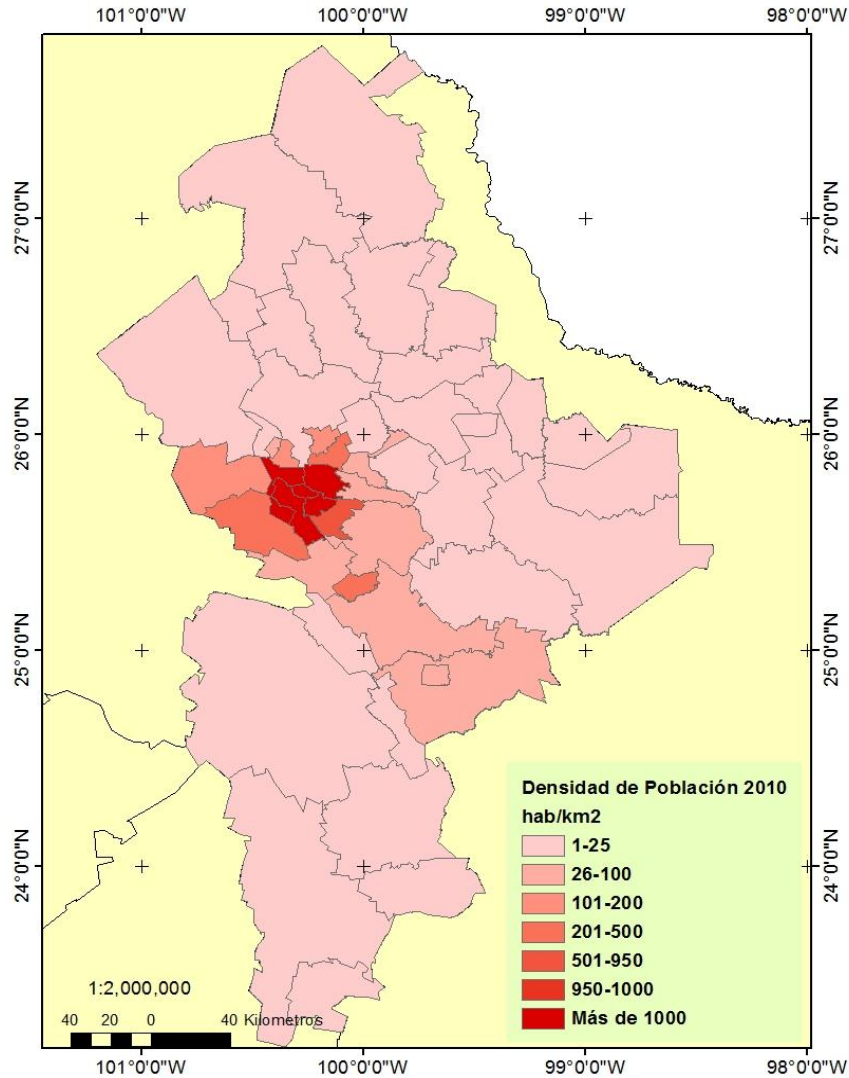 101°0'0"W 100°0'0"W 99°0'0"W 98°0'0"W
27°0'0"N 27°0'0"N
26°0'0"N 26°0'0"N
25°0'0"N 25°0'0"N
24°0'0"N 24°0'0"N
Densidad de Población 2010
hab/km2
1-25
26-100
101-200
201-500
501-950
950-1000
Más de 1000
1:2,000,000
40 20 0 40 Kilometros
101°0'0"W 100°0'0"W 99°0'0"W 98°0'0"W